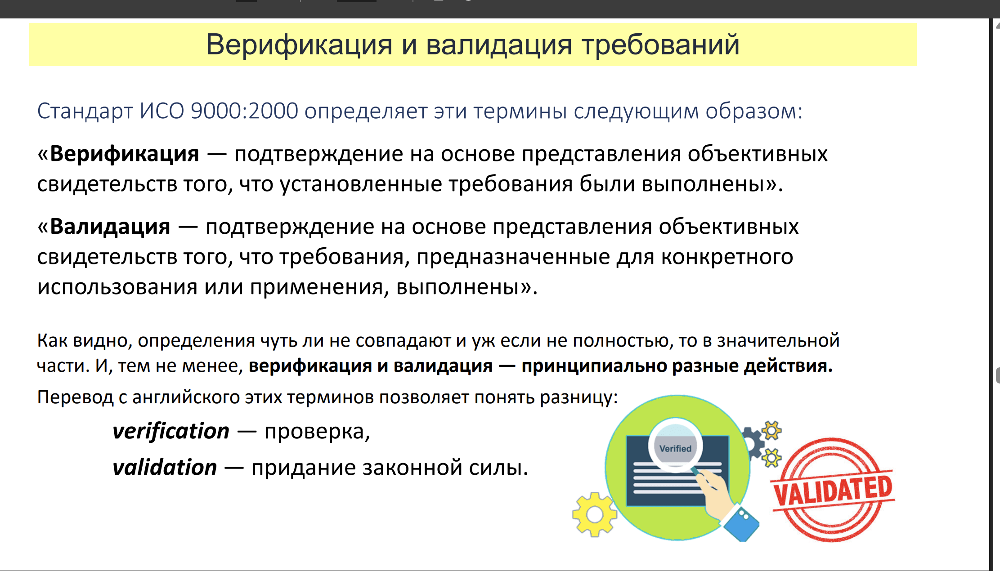 Верификация и валидация требований
Стандарт ИСО 9000:2000 определяет эти термины следующим образом:
«Верификация — подтверждение на основе представления объективных
свидетельств того, что установленные требования были выполнены».
«Валидация — подтверждение на основе представления объективных
свидетельств того, что требования, предназначенные для конкретного
использования или применения, выполнены».
Как видно, определения чуть ли не совпадают и уж если не полностью, то в значительной
части. И, тем не менее, верификация и валидация — принципиально разные действия.
Перевод с английского этих терминов позволяет понять разницу:
verification — проверка,
validation — придание законной силы.
Verified
VALIDATED